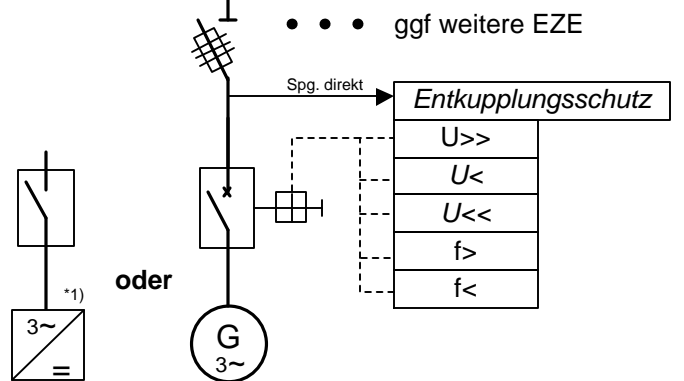 • • • ggf weitere EZE
Spg. direkt
Entkupplungsschutz
U>>
U<
U<<
f>
f<
*1)
oder
3~
=
G
3~